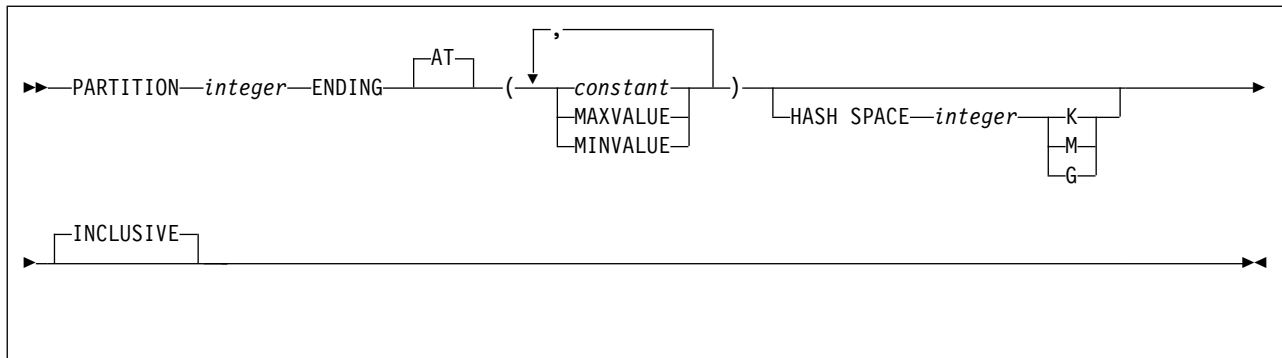 ,
AT
PARTITION integer ENDING ( constant ) 
MAXVALUE HASH SPACE integer K
MINVALUE M
G
INCLUSIVE